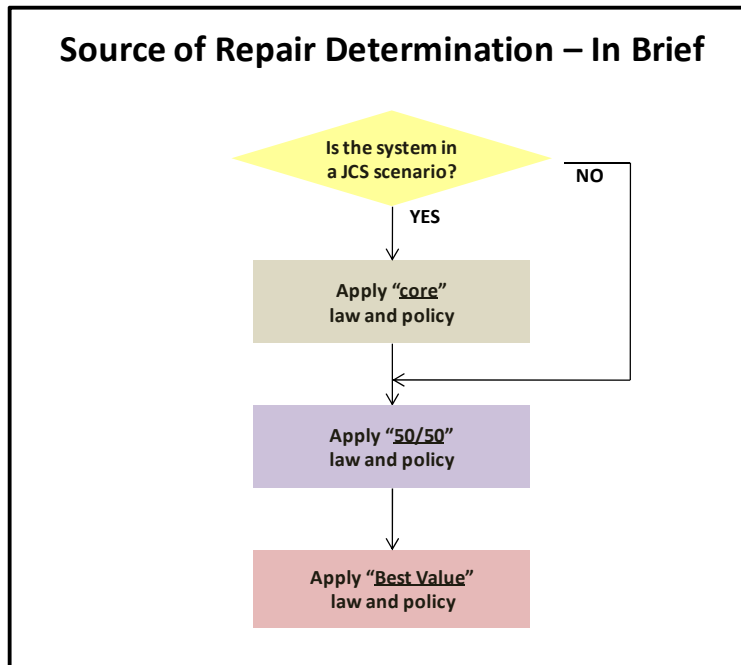 Source of Repair Determination – In Brief
Is the system in
a JCS scenario?
NO
YES
Apply “core”
law and policy
Apply “50/50”
law and policy
Apply “Best Value”
law and policy